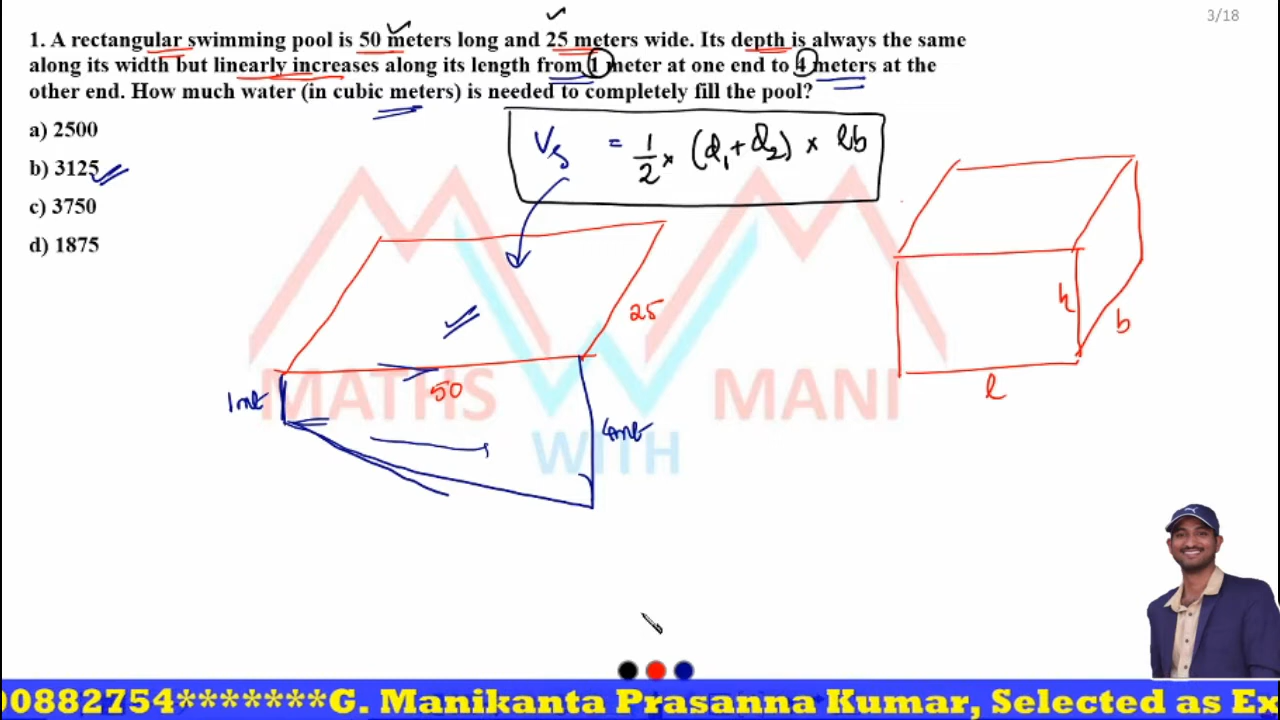 3/18
1. A rectangular swimming pool is 50 meters long and 25 meters wide. Its depth is always the same
along its width but linearly increases along its length from 1 meter at one end to 4 meters at the
other end. How much water (in cubic meters) is needed to completely fill the pool?
a) 2500
b) 3125
c) 3750
d) 1875
V_S = 1/2 × (d₁ + d₂) × lb
25
50
1mt
4mt
h
b
l
MATHS
WITH
MANI
00882754*******G. Manikanta Prasanna Kumar, Selected as Ex